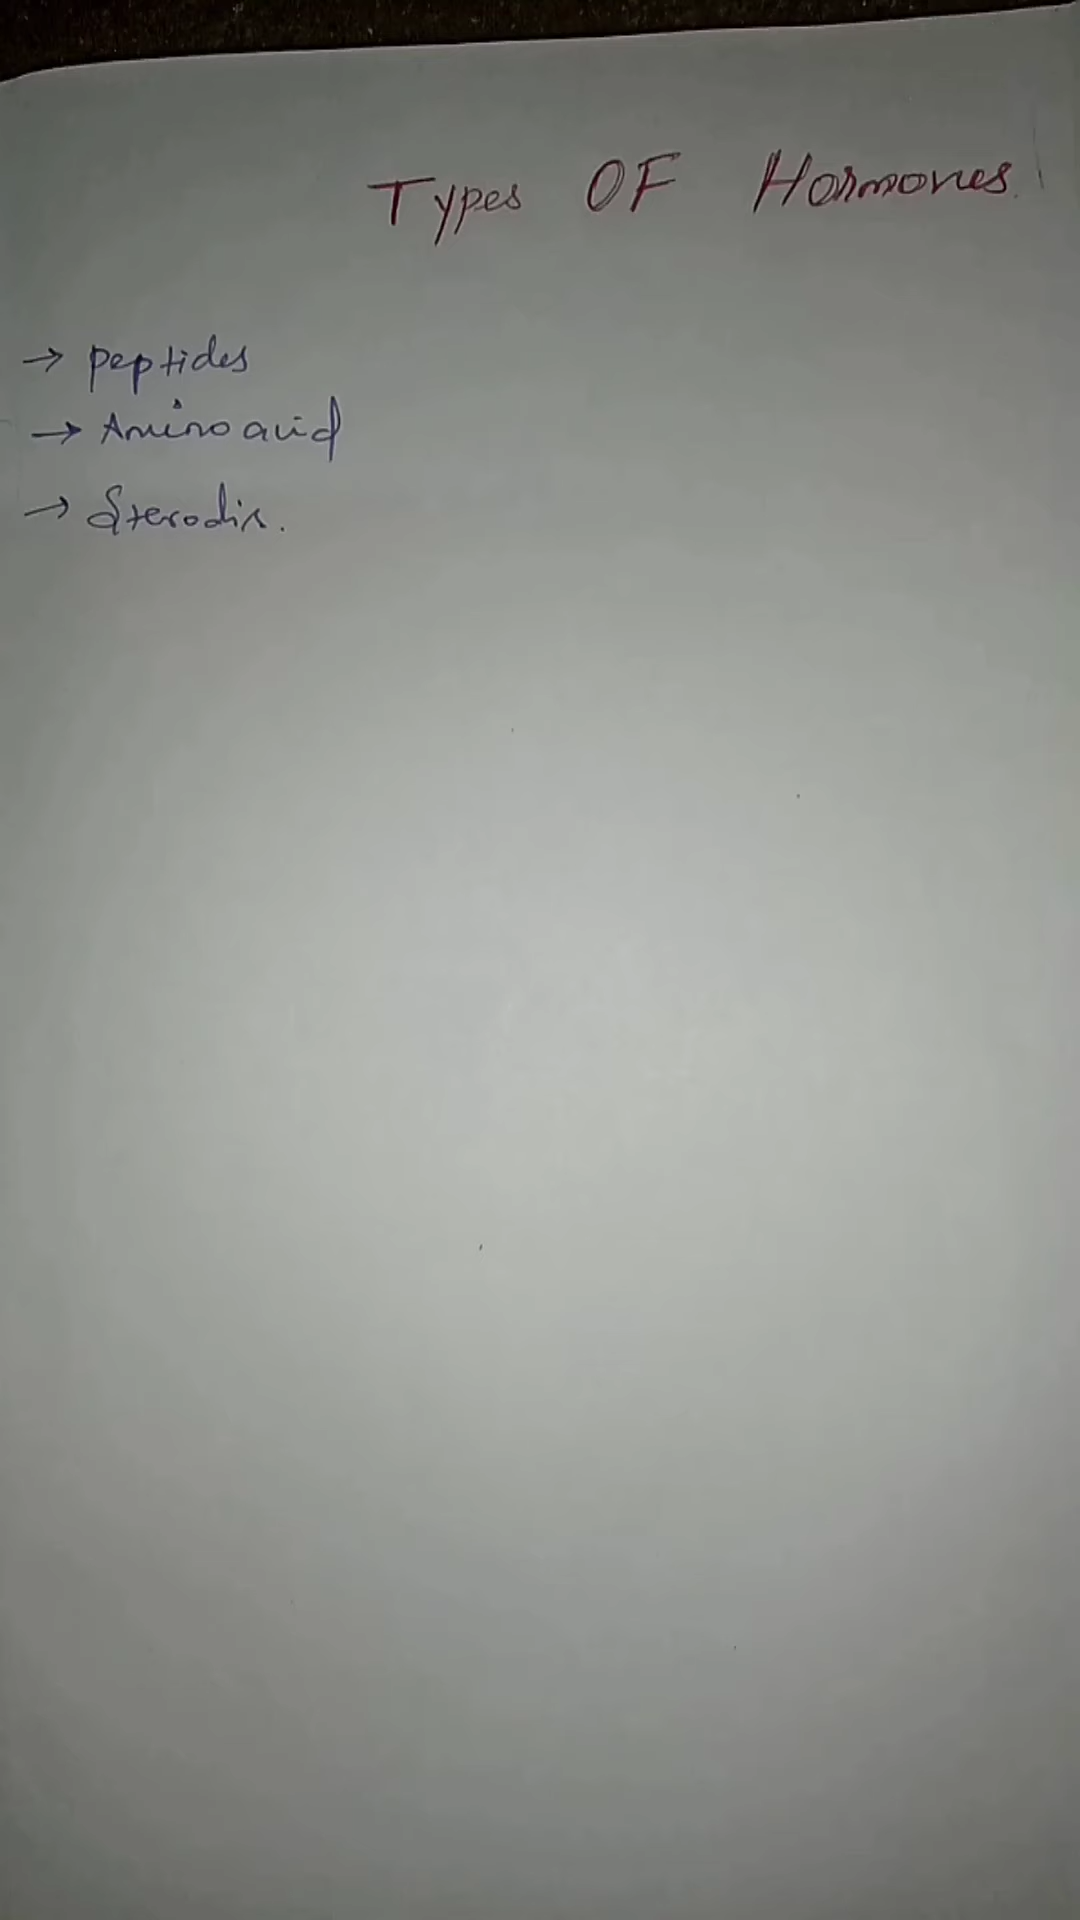 Types OF Hormones
→ Peptides
→ Amino acid
→ Sterodis.